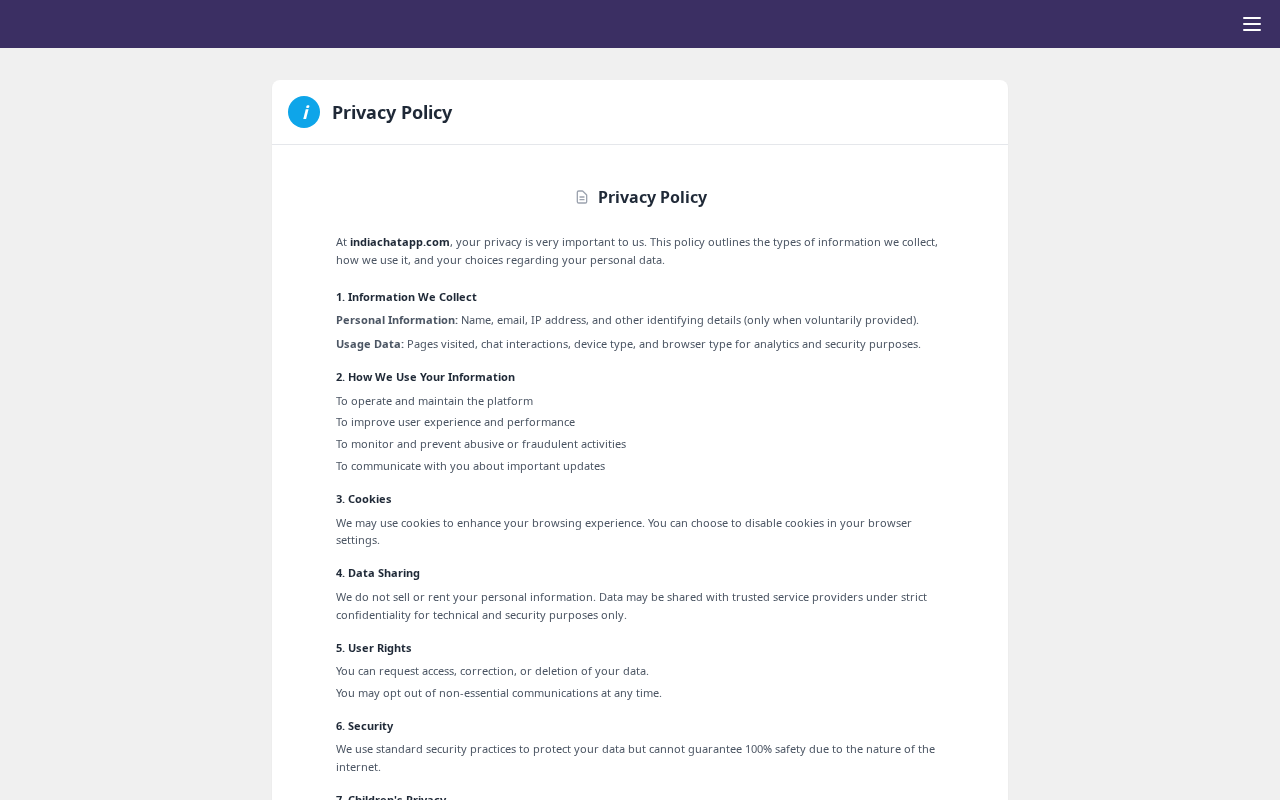 i Privacy Policy
Privacy Policy
At indiachatapp.com, your privacy is very important to us. This policy outlines the types of information we collect,
how we use it, and your choices regarding your personal data.
1. Information We Collect
Personal Information: Name, email, IP address, and other identifying details (only when voluntarily provided).
Usage Data: Pages visited, chat interactions, device type, and browser type for analytics and security purposes.
2. How We Use Your Information
To operate and maintain the platform
To improve user experience and performance
To monitor and prevent abusive or fraudulent activities
To communicate with you about important updates
3. Cookies
We may use cookies to enhance your browsing experience. You can choose to disable cookies in your browser
settings.
4. Data Sharing
We do not sell or rent your personal information. Data may be shared with trusted service providers under strict
confidentiality for technical and security purposes only.
5. User Rights
You can request access, correction, or deletion of your data.
You may opt out of non-essential communications at any time.
6. Security
We use standard security practices to protect your data but cannot guarantee 100% safety due to the nature of the
internet.
7. Children's Privacy